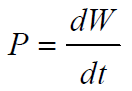 P = dW/dt